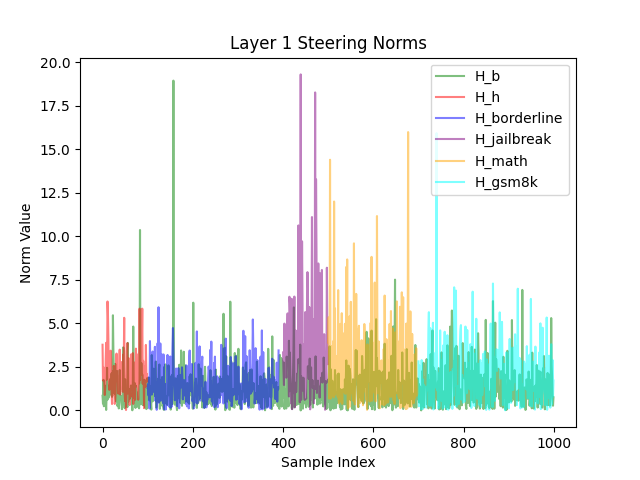 Layer 1 Steering Norms
20.0
17.5
15.0
12.5
10.0
7.5
5.0
2.5
0.0
Norm Value
0 200 400 600 800 1000
Sample Index
H_b
H_h
H_borderline
H_jailbreak
H_math
H_gsm8k